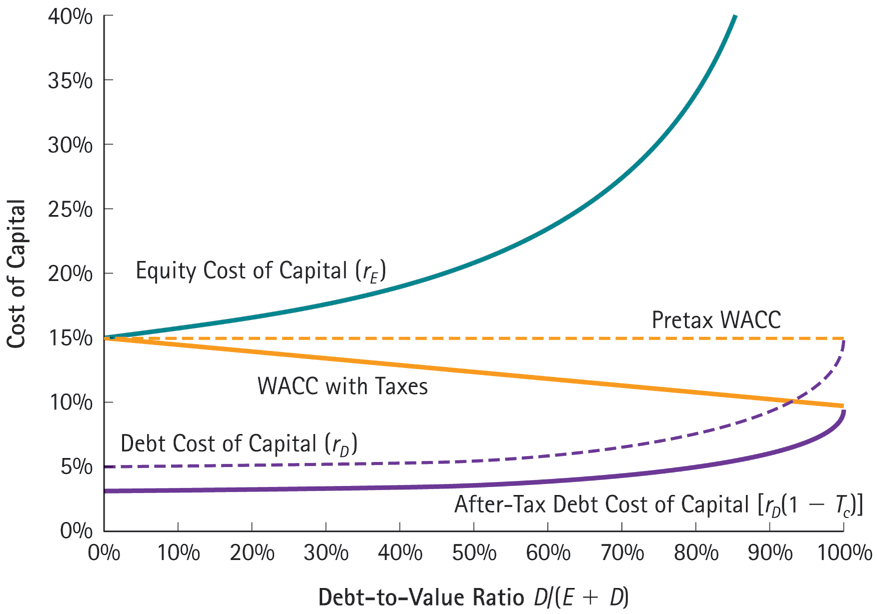 Cost of Capital
40%
35%
30%
25%
20%
15%
10%
5%
0%
Equity Cost of Capital (rE)
Pretax WACC
WACC with Taxes
Debt Cost of Capital (rD)
After-Tax Debt Cost of Capital [rD(1 − Tc)]
0% 10% 20% 30% 40% 50% 60% 70% 80% 90% 100%
Debt-to-Value Ratio D/(E + D)